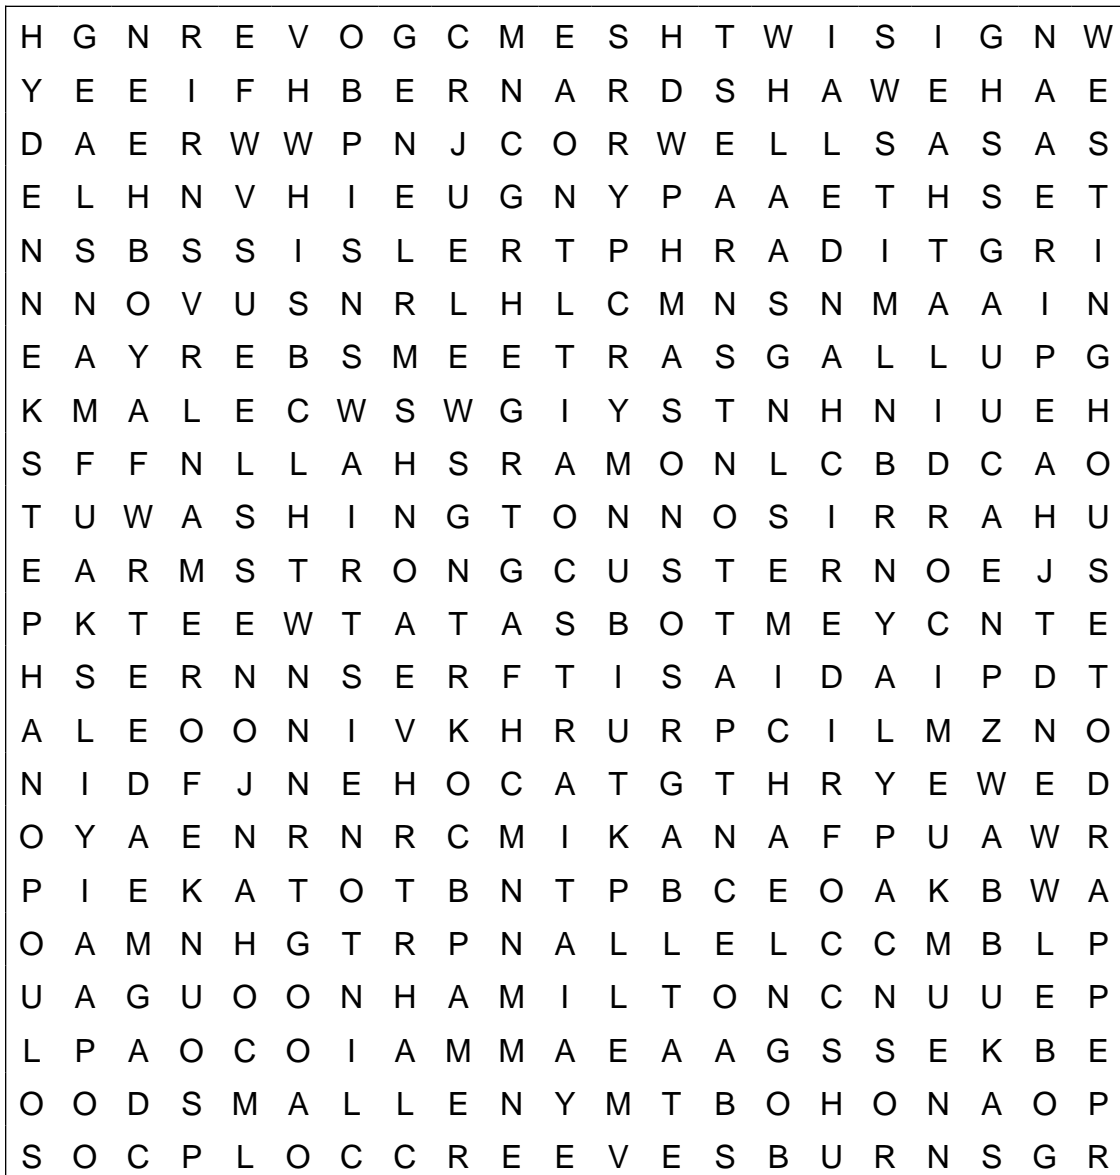 H G N R E V O G C M E S H T W I S I G N W
Y E E I F H B E R N A R D S H A W E H A E
D A E R W W P N J C O R W E L L S A S A S
E L H N V H I E U G N Y P A A E T H S E T
N S B S S I S L E R T P H R A D I T G R I
N N O V U S N R L H L C M N S N M A A I N
E A Y R E B S M E E T R A S G A L L U P G
K M A L E C W S W G I Y S T N H N I U E H
S F F N L L A H S R A M O N L C B D C A O
T U W A S H I N G T O N N O S I R R A H U
E A R M S T R O N G C U S T E R N O E J S
P K T E E W T A T A S B O T M E Y C N T E
H S E R N N S E R F T I S A I D A I P D T
A L E O O N I V K H R U R P C I L M Z N O
N I D F J N E H O C A T G T H R Y E W E D
O Y A E N R N R C M I K A N A F P U A W R
P I E K A T O T B N T P B C E O A K B W A
O A M N H G T R P N A L L E L C C M B L P
U A G U O O N H A M I L T O N C N U U E P
L P A O C O I A M M A E A A G S S E K B E
O O D S M A L L E N Y M T B O H O N A O P
S O C P L O C C R E E V E S B U R N S G R